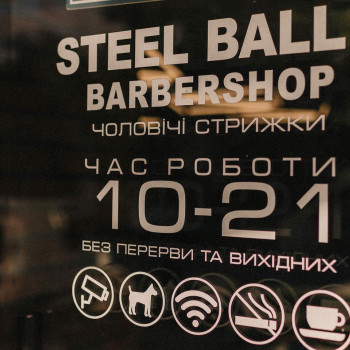 STEEL BALL
BARBERSHOP
ЧОЛОВІЧІ СТРИЖКИ
ЧАС РОБОТИ
10-21
БЕЗ ПЕРЕРВИ ТА ВИХІДНИХ